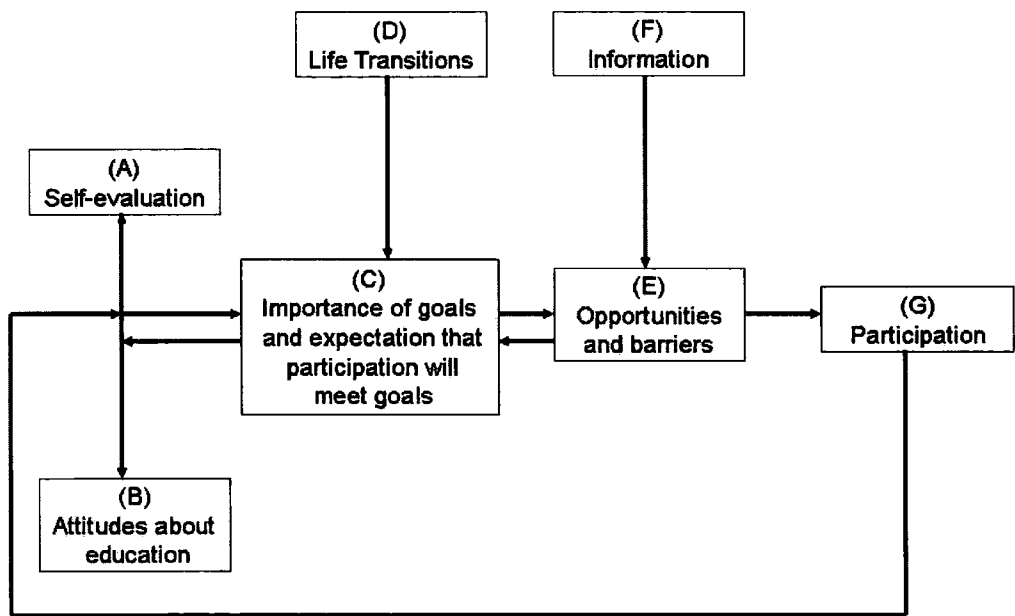 (D)
Life Transitions
(F)
Information
(A)
Self-evaluation
(C)
Importance of goals
and expectation that
participation will
meet goals
(E)
Opportunities
and barriers
(G)
Participation
(B)
Attitudes about
education